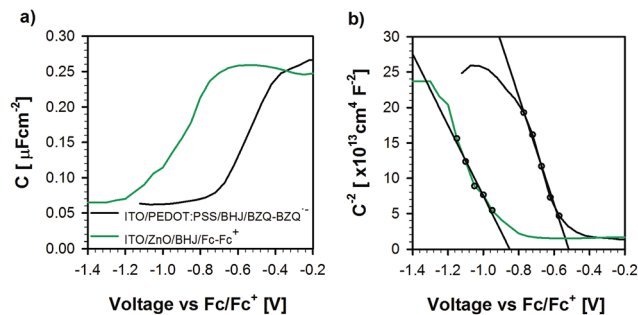 a)
C [ μFcm⁻²]
0.30
0.25
0.20
0.15
0.10
0.05
0.00
ITO/PEDOT:PSS/BHJ/BZQ-BZQ˙⁻
ITO/ZnO/BHJ/Fc-Fc⁺
-1.4 -1.2 -1.0 -0.8 -0.6 -0.4 -0.2
Voltage vs Fc/Fc⁺ [V]
b)
C⁻² [ x10¹³cm⁴ F⁻²]
30
25
20
15
10
5
0
-1.4 -1.2 -1.0 -0.8 -0.6 -0.4 -0.2
Voltage vs Fc/Fc⁺ [V]